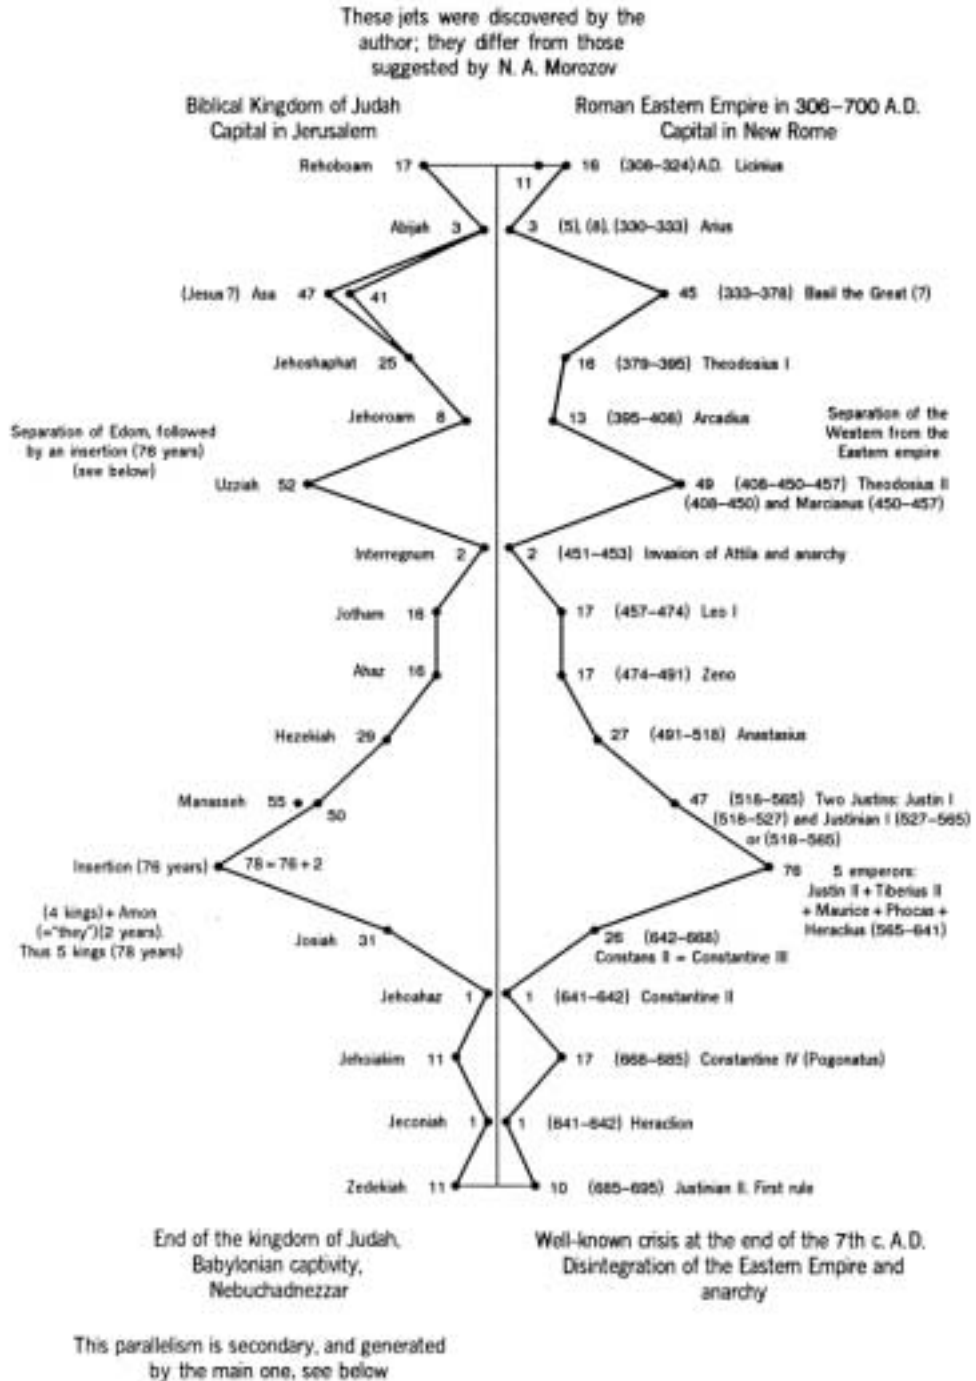 These jets were discovered by the
author; they differ from those
suggested by N. A. Morozov
Biblical Kingdom of Judah
Capital in Jerusalem
Roman Eastern Empire in 306–700 A.D.
Capital in New Rome
Rehoboam 17
11
16 (308–324) A.D. Licinius
Abijah 3
3 (5), (8), (330–333) Arius
(Jesus?) Asa 47
41
45 (333–378) Basil the Great (?)
Jehoshaphat 25
16 (379–395) Theodosius I
Jehoroam 8
13 (395–408) Arcadius
Separation of Edom, followed
by an insertion (76 years)
(see below)
Separation of the
Western from the
Eastern empire
Uzziah 52
49 (408–450–457) Theodosius II
(408–450) and Marcianus (450–457)
Interregnum 2
2 (451–453) Invasion of Attila and anarchy
Jotham 16
17 (457–474) Leo I
Ahaz 16
17 (474–491) Zeno
Hezekiah 29
27 (491–518) Anastasius
Manasseh 55
50
47 (518–565) Two Justins: Justin I
(518–527) and Justinian I (527–565)
or (518–565)
Insertion (76 years)
78 = 76 + 2
76 5 emperors:
Justin II + Tiberius II
+ Maurice + Phocas +
Heraclius (565–641)
(4 kings) + Amon
(="they")(2 years).
Thus 5 kings (78 years)
Josiah 31
26 (642–668)
Constans II = Constantine III
Jehoahaz 1
1 (641–642) Constantine II
Jehoiakim 11
17 (668–685) Constantine IV (Pogonatus)
Jeconiah 1
1 (641–642) Heraclion
Zedekiah 11
10 (685–695) Justinian II. First rule
End of the kingdom of Judah,
Babylonian captivity,
Nebuchadnezzar
Well-known crisis at the end of the 7th c. A.D.
Disintegration of the Eastern Empire and
anarchy
This parallelism is secondary, and generated
by the main one, see below